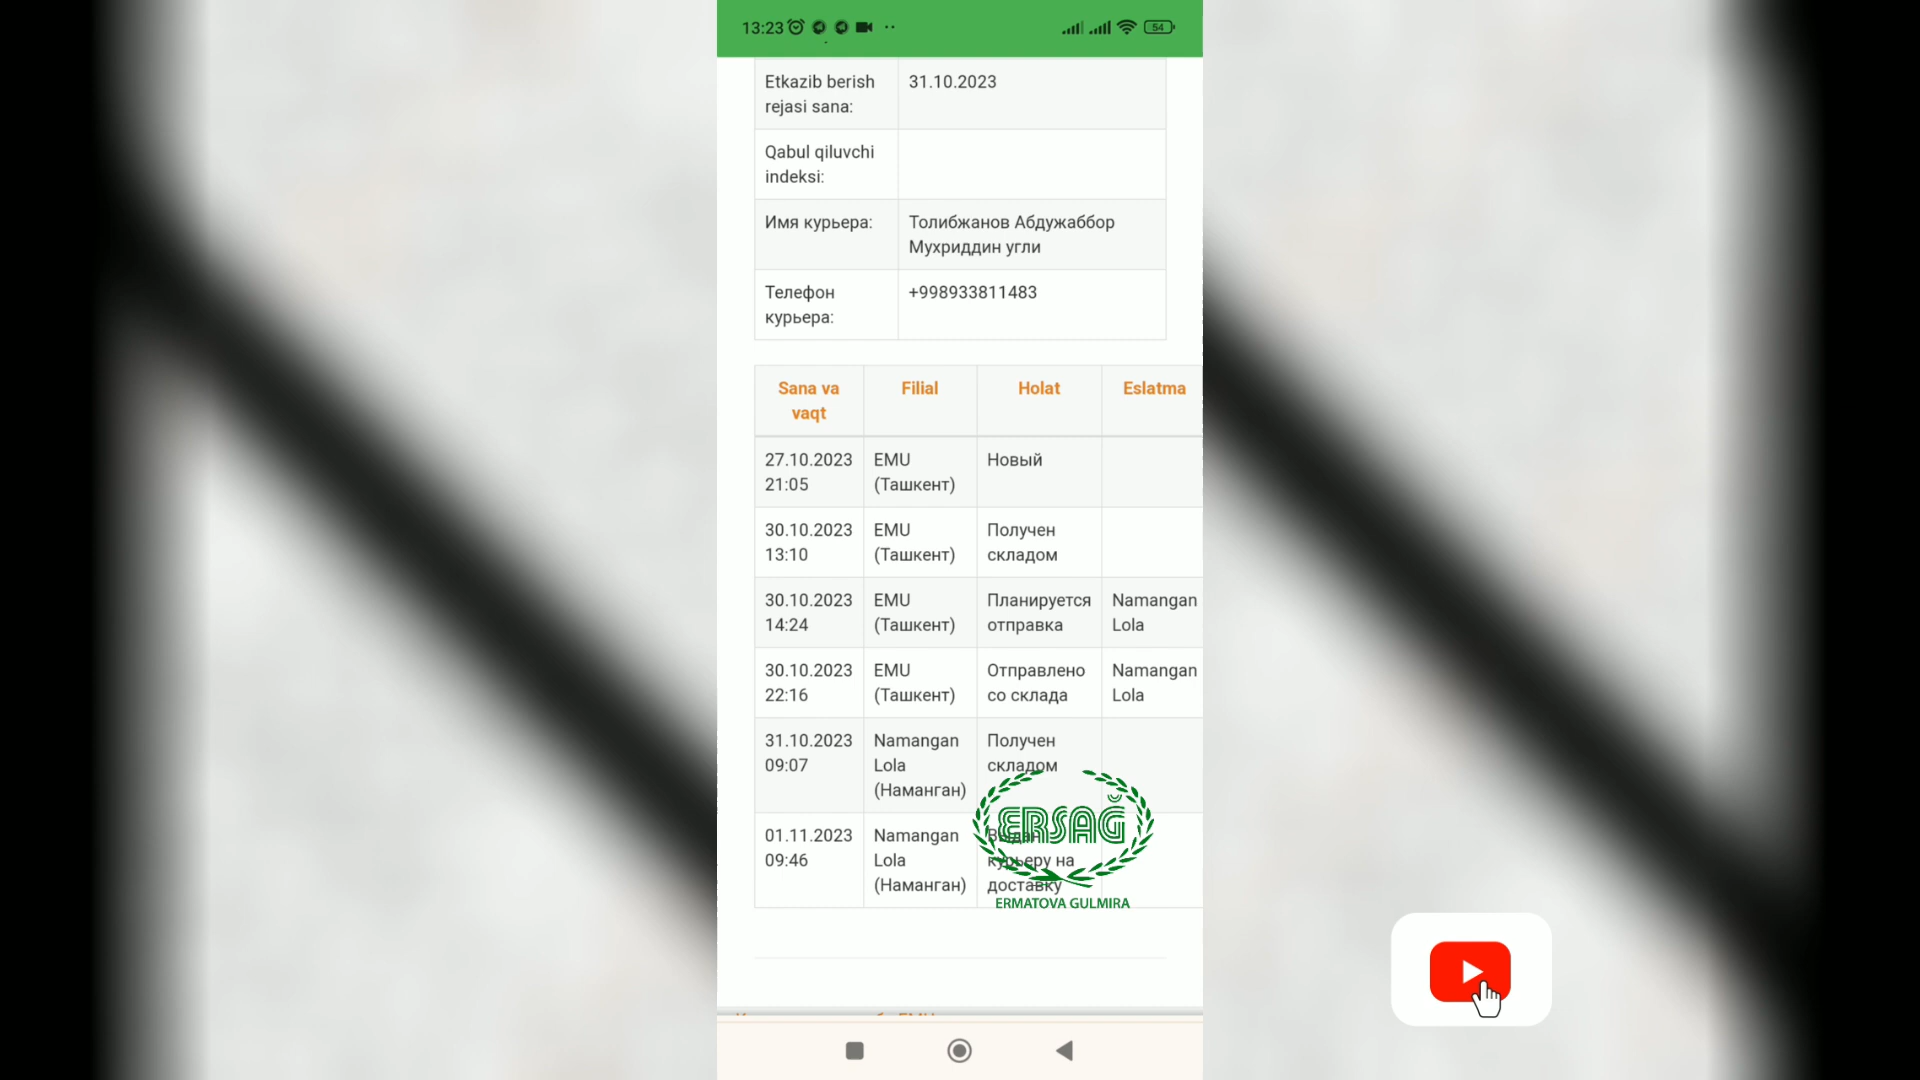 13:23
54
Etkazib berish
rejasi sana:
31.10.2023
Qabul qiluvchi
indeksi:
Имя курьера:
Толибжанов Абдужаббор
Мухриддин угли
Телефон
курьера:
+998933811483
Sana va
vaqt
Filial
Holat
Eslatma
27.10.2023
21:05
EMU
(Ташкент)
Новый
30.10.2023
13:10
EMU
(Ташкент)
Получен
складом
30.10.2023
14:24
EMU
(Ташкент)
Планируется
отправка
Namangan
Lola
30.10.2023
22:16
EMU
(Ташкент)
Отправлено
со склада
Namangan
Lola
31.10.2023
09:07
Namangan
Lola
(Наманган)
Получен
складом
01.11.2023
09:46
Namangan
Lola
(Наманган)
Выдан
курьеру на
доставку
ERSAĞ
ERMATOVA GULMIRA